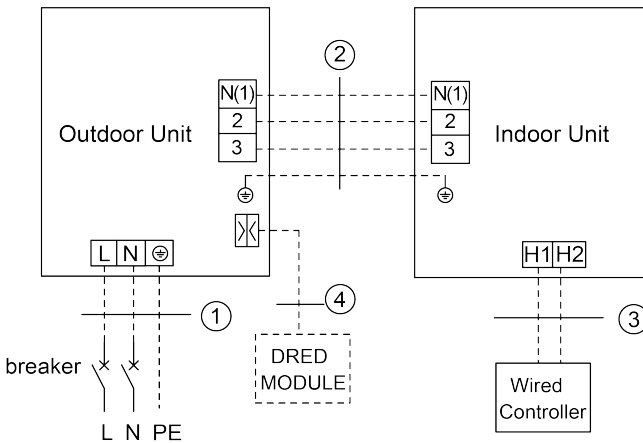 Outdoor Unit
N(1)
2
3
2
N(1)
2
3
Indoor Unit
L N
H1 H2
1
4
3
breaker
DRED
MODULE
Wired
Controller
L N PE